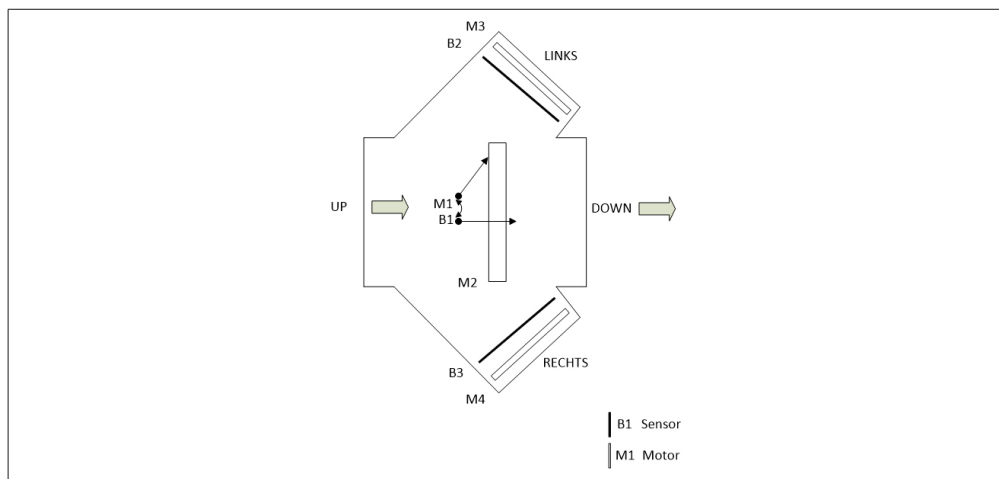 M3
B2
LINKS
UP
M1
B1
DOWN
M2
B3
RECHTS
M4
B1 Sensor
M1 Motor